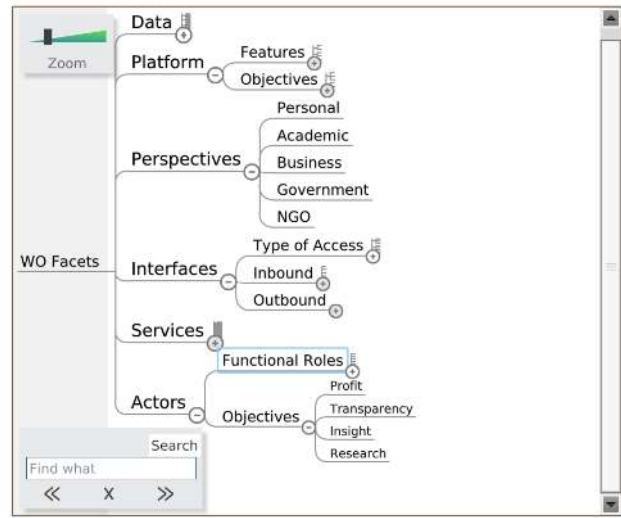 Data
Zoom
Platform
Features
Objectives
Personal
Academic
Perspectives
Business
Government
NGO
WO Facets
Type of Access
Interfaces
Inbound
Outbound
Services
Functional Roles
Actors
Profit
Objectives
Transparency
Insight
Research
Search
Find what
<< X >>